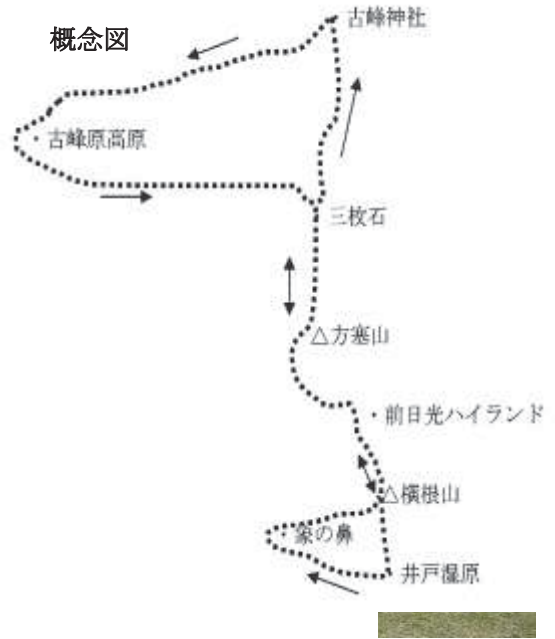 概念図
古峰神社
・古峰原高原
三枚石
△方塞山
・前日光ハイランド
△横根山
・象の鼻
井戸湿原